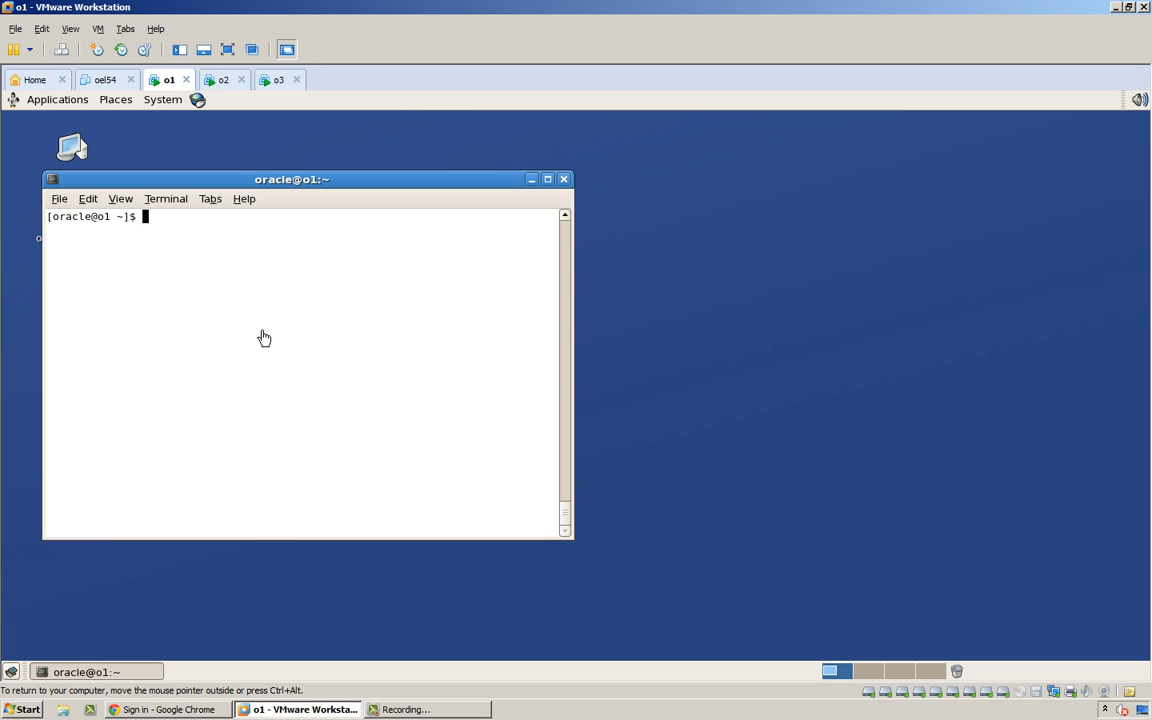 o1 - VMware Workstation
File Edit View VM Tabs Help
Home oel54 o1 o2 o3
Applications Places System
oracle@o1:~
File Edit View Terminal Tabs Help
[oracle@o1 ~]$
o
oracle@o1:~
To return to your computer, move the mouse pointer outside or press Ctrl+Alt.
Start Sign in - Google Chrome o1 - VMware Worksta... Recording...